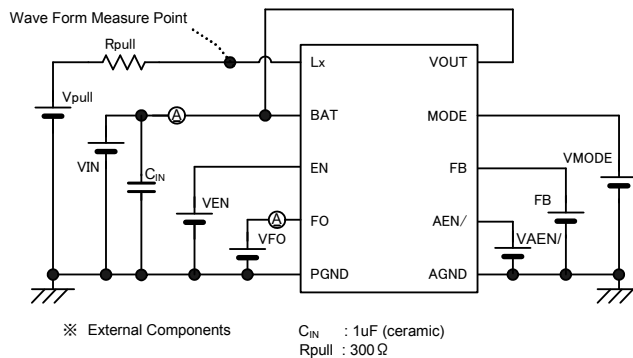 Wave Form Measure Point
Rpull
Lx
VOUT
Vpull
A
BAT
MODE
VIN
CIN
EN
FB
VMODE
VEN
A
FO
AEN/
FB
VFO
VAEN/
PGND
AGND
※ External Components
CIN : 1uF (ceramic)
Rpull : 300Ω